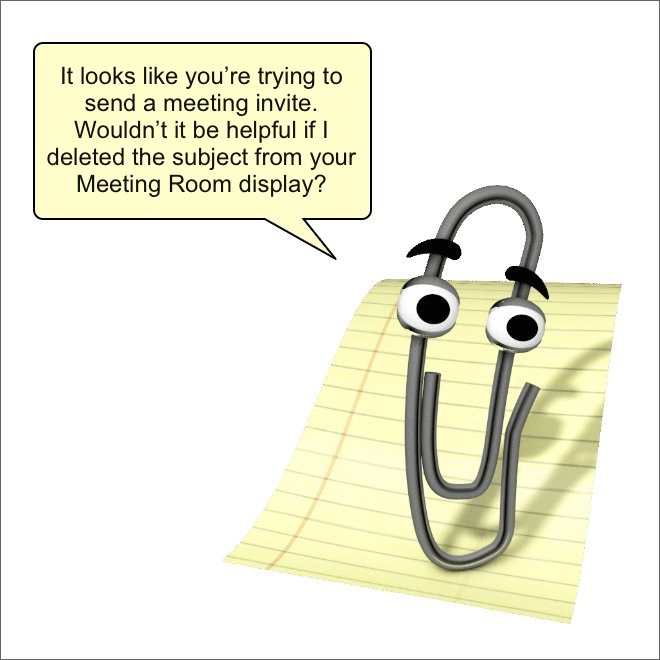 It looks like you’re trying to
send a meeting invite.
Wouldn’t it be helpful if I
deleted the subject from your
Meeting Room display?